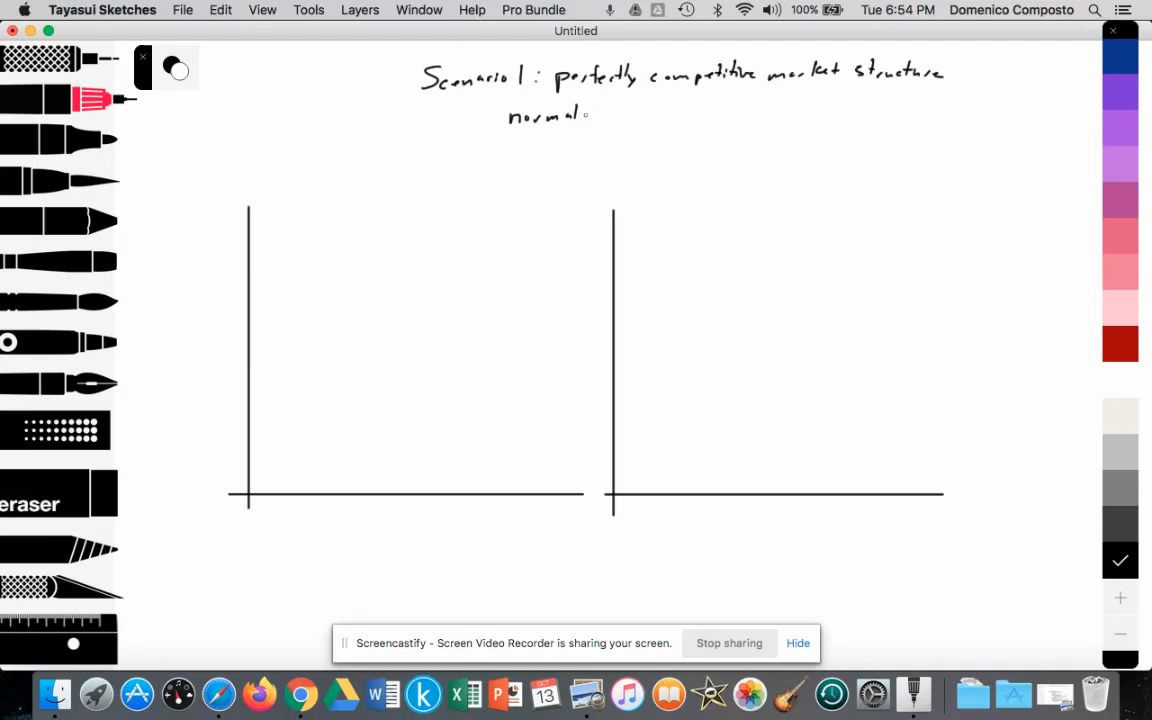 Tayasui Sketches File Edit View Tools Layers Window Help Pro Bundle 100% Tue 6:54 PM Domenico Composto
Untitled
Scenario 1: perfectly competitive market structure
normal
eraser
Screencastify - Screen Video Recorder is sharing your screen. Stop sharing Hide
OCT
13